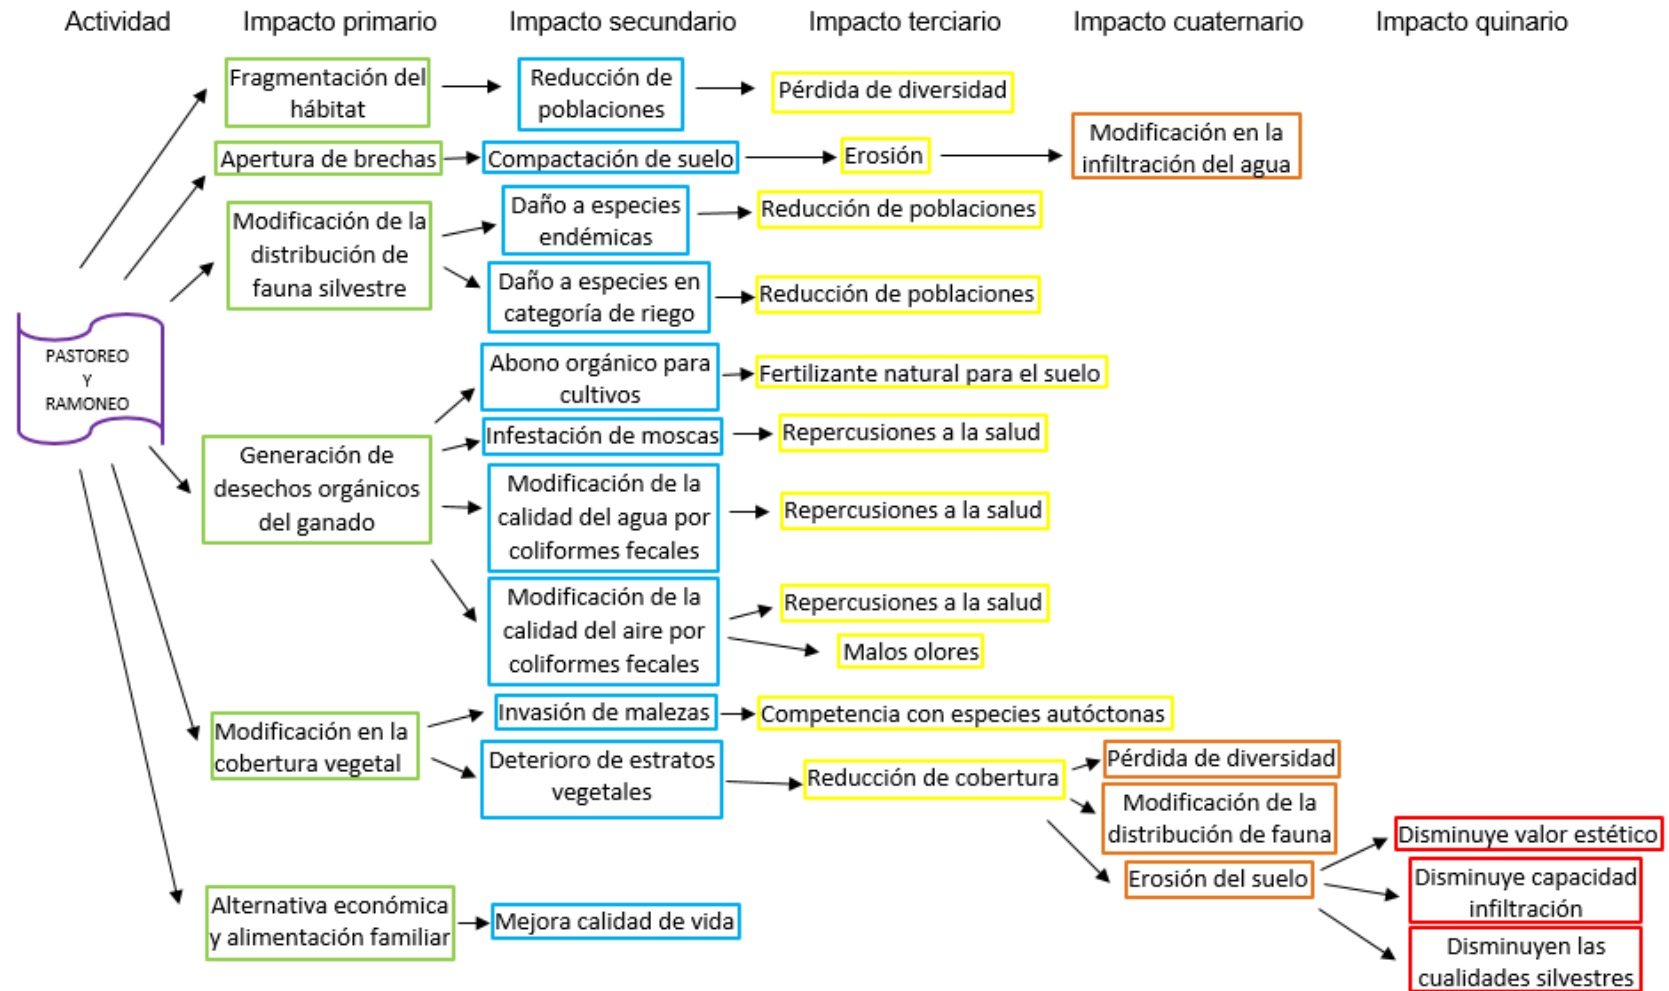 Actividad
Impacto primario
Impacto secundario
Impacto terciario
Impacto cuaternario
Impacto quinario
PASTOREO
Y
RAMONEO
Fragmentación del
hábitat
Reducción de
poblaciones
Pérdida de diversidad
Apertura de brechas
Compactación de suelo
Erosión
Modificación en la
infiltración del agua
Modificación de la
distribución de
fauna silvestre
Daño a especies
endémicas
Reducción de poblaciones
Daño a especies en
categoría de riego
Reducción de poblaciones
Generación de
desechos orgánicos
del ganado
Abono orgánico para
cultivos
Fertilizante natural para el suelo
Infestación de moscas
Repercusiones a la salud
Modificación de la
calidad del agua por
coliformes fecales
Repercusiones a la salud
Modificación de la
calidad del aire por
coliformes fecales
Repercusiones a la salud
Malos olores
Modificación en la
cobertura vegetal
Invasión de malezas
Competencia con especies autóctonas
Deterioro de estratos
vegetales
Reducción de cobertura
Pérdida de diversidad
Modificación de la
distribución de fauna
Erosión del suelo
Disminuye valor estético
Disminuye capacidad
infiltración
Disminuyen las
cualidades silvestres
Alternativa económica
y alimentación familiar
Mejora calidad de vida